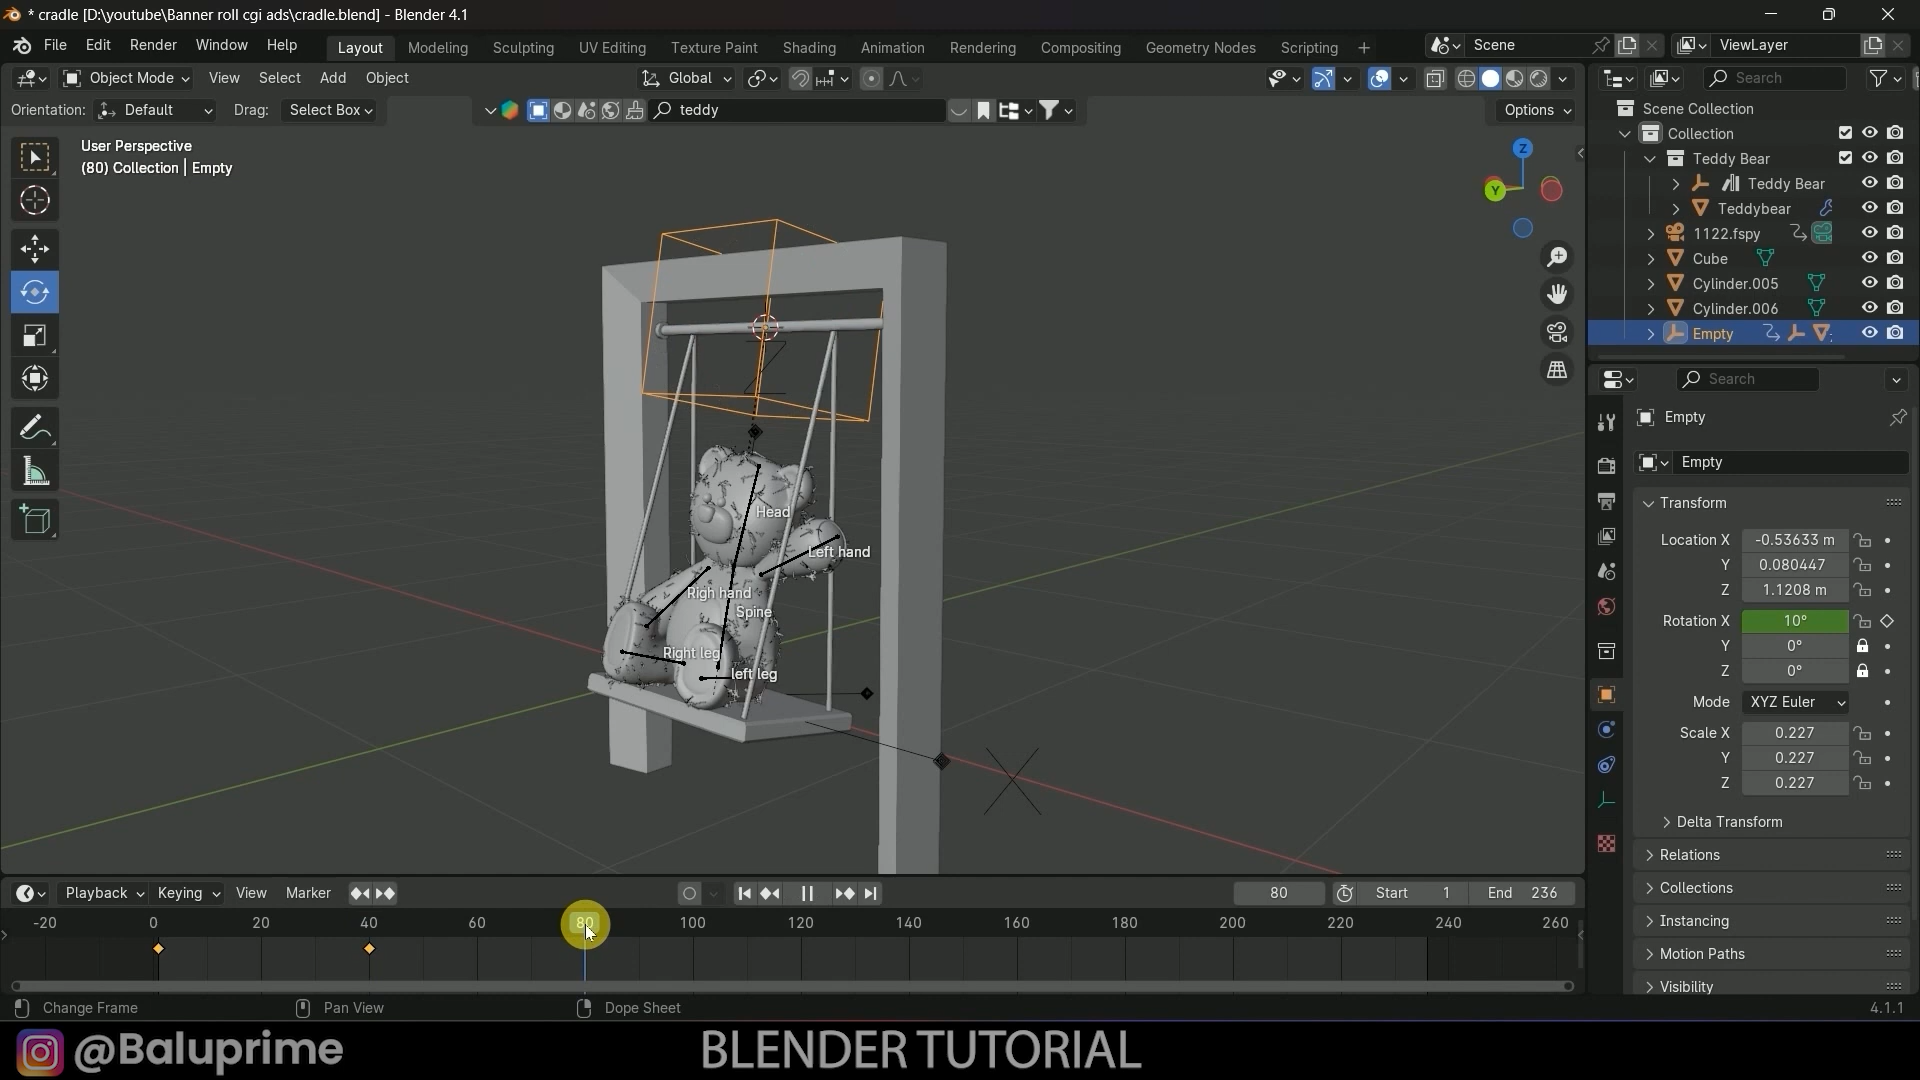 * cradle [D:\youtube\Banner roll cgi ads\cradle.blend] - Blender 4.1
File Edit Render Window Help Layout Modeling Sculpting UV Editing Texture Paint Shading Animation Rendering Compositing Geometry Nodes Scripting + Scene ViewLayer
Object Mode View Select Add Object Global Search
Orientation: Default Drag: Select Box teddy Options
Scene Collection
Collection
Teddy Bear
Teddy Bear
Teddybear
1122.fspy
Cube
Cylinder.005
Cylinder.006
Empty
User Perspective
(80) Collection | Empty
Z
Y
Head
Left hand
Righ hand
Spine
Right leg
left leg
Search
Empty
Empty
Transform
Location X -0.53633 m
Y 0.080447
Z 1.1208 m
Rotation X 10°
Y 0°
Z 0°
Mode XYZ Euler
Scale X 0.227
Y 0.227
Z 0.227
Delta Transform
Relations
Collections
Instancing
Motion Paths
Visibility
Playback Keying View Marker 80 Start 1 End 236
-20 0 20 40 60 80 100 120 140 160 180 200 220 240 260
Change Frame Pan View Dope Sheet 4.1.1
@Baluprime BLENDER TUTORIAL